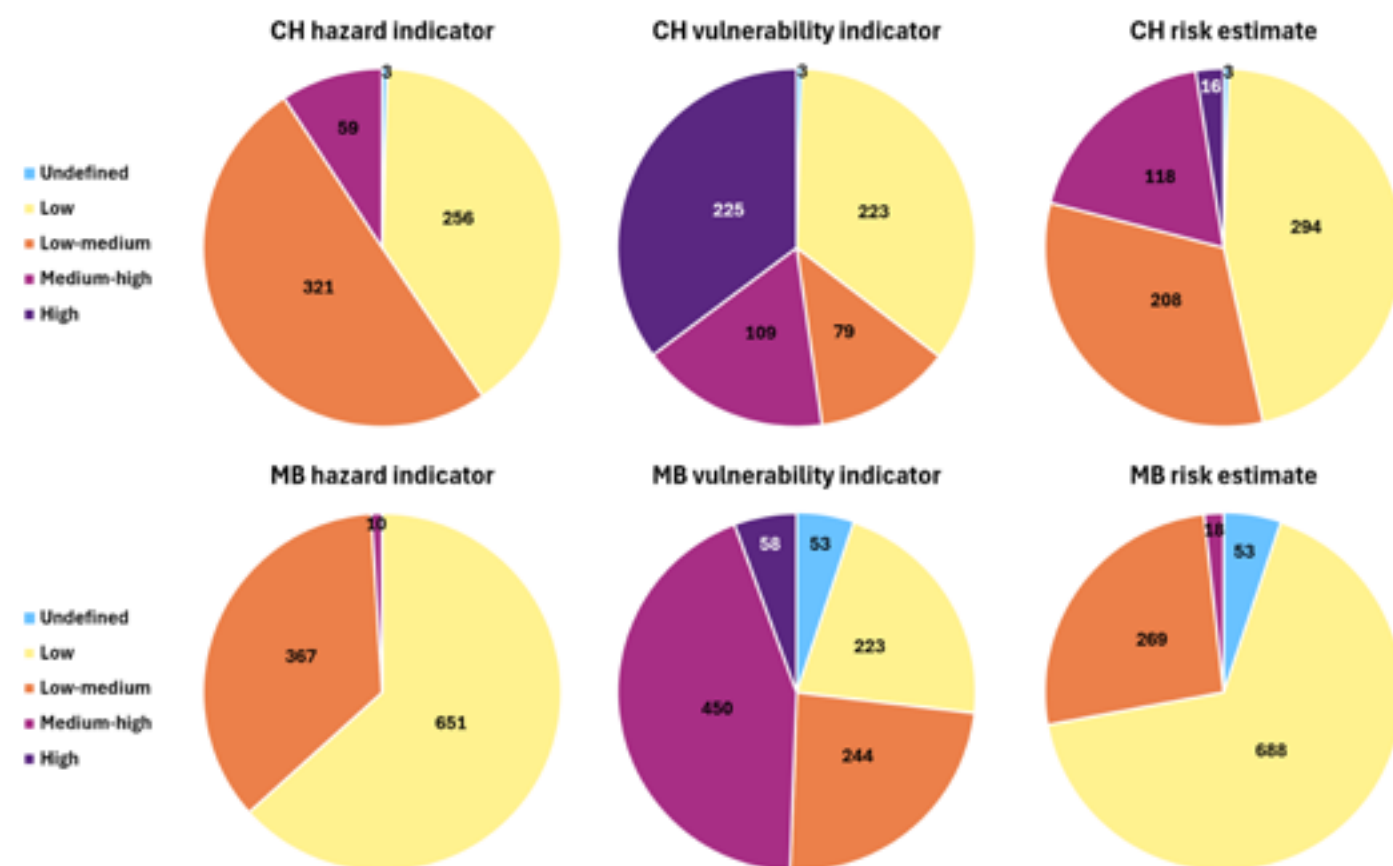 CH hazard indicator
CH vulnerability indicator
CH risk estimate
Undefined
Low
Low-medium
Medium-high
High
3
59
256
321
3
225
223
109
79
3
16
118
294
208
MB hazard indicator
MB vulnerability indicator
MB risk estimate
Undefined
Low
Low-medium
Medium-high
High
10
367
651
58
53
223
450
244
18
53
269
688